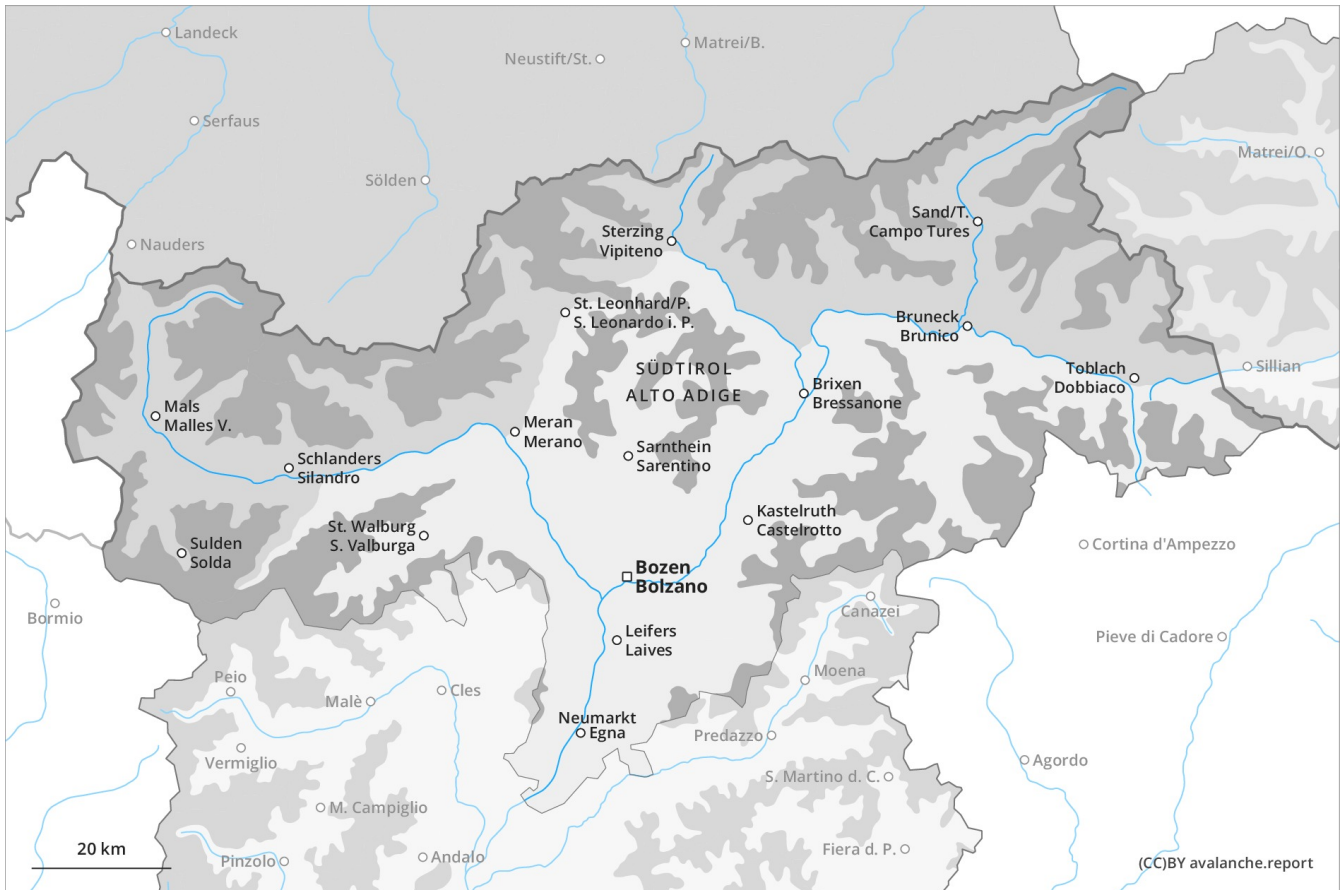 Landeck
Matrei/B.
Neustift/St.
Serfaus
Matrei/O.
Sölden
Nauders
Sand/T.
Campo Tures
Sterzing
Vipiteno
St. Leonhard/P.
S. Leonardo i. P.
Bruneck
Brunico
SÜDTIROL
ALTO ADIGE
Toblach
Dobbiaco
Sillian
Brixen
Bressanone
Mals
Malles V.
Meran
Merano
Sarnthein
Sarentino
Schlanders
Silandro
Kastelruth
Castelrotto
St. Walburg
S. Valburga
Sulden
Solda
Cortina d'Ampezzo
Bozen
Bolzano
Bormio
Canazei
Leifers
Laives
Pieve di Cadore
Peio
Moena
Malè
Cles
Neumarkt
Egna
Predazzo
Vermiglio
Agordo
S. Martino d. C.
M. Campiglio
20 km
Pinzolo
Andalo
Fiera d. P.
(CC)BY avalanche.report